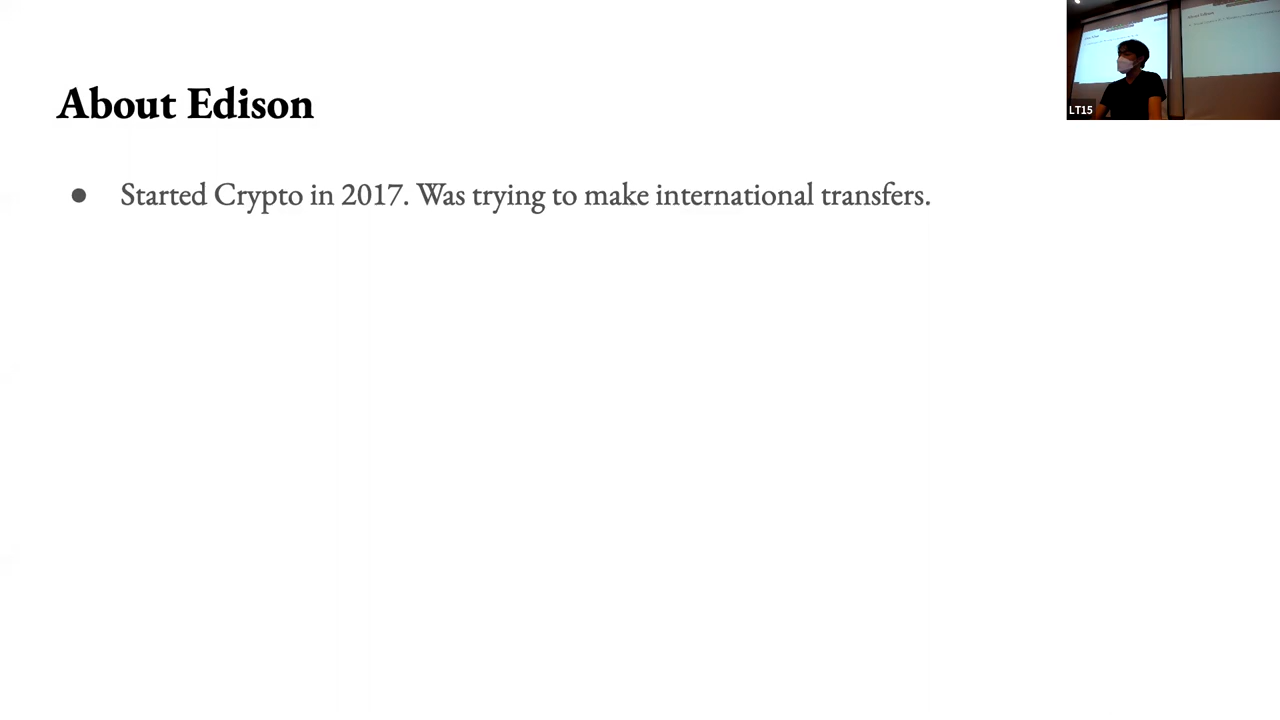 About Edison
● Started Crypto in 2017. Was trying to make international transfers.
LT15